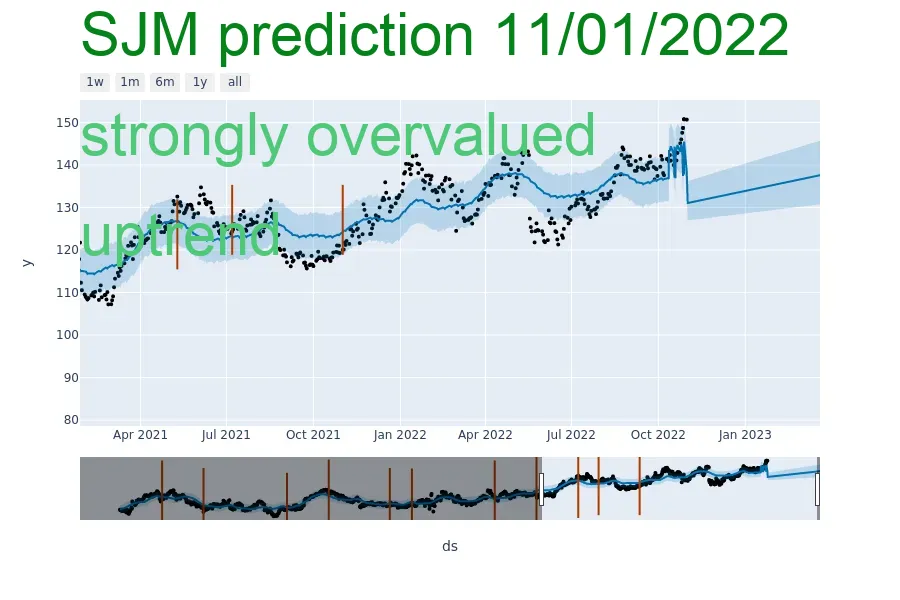 SJM prediction 11/01/2022
1w 1m 6m 1y all
strongly overvalued
uptrend
150
140
130
120
110
100
90
80
y
Apr 2021 Jul 2021 Oct 2021 Jan 2022 Apr 2022 Jul 2022 Oct 2022 Jan 2023
ds